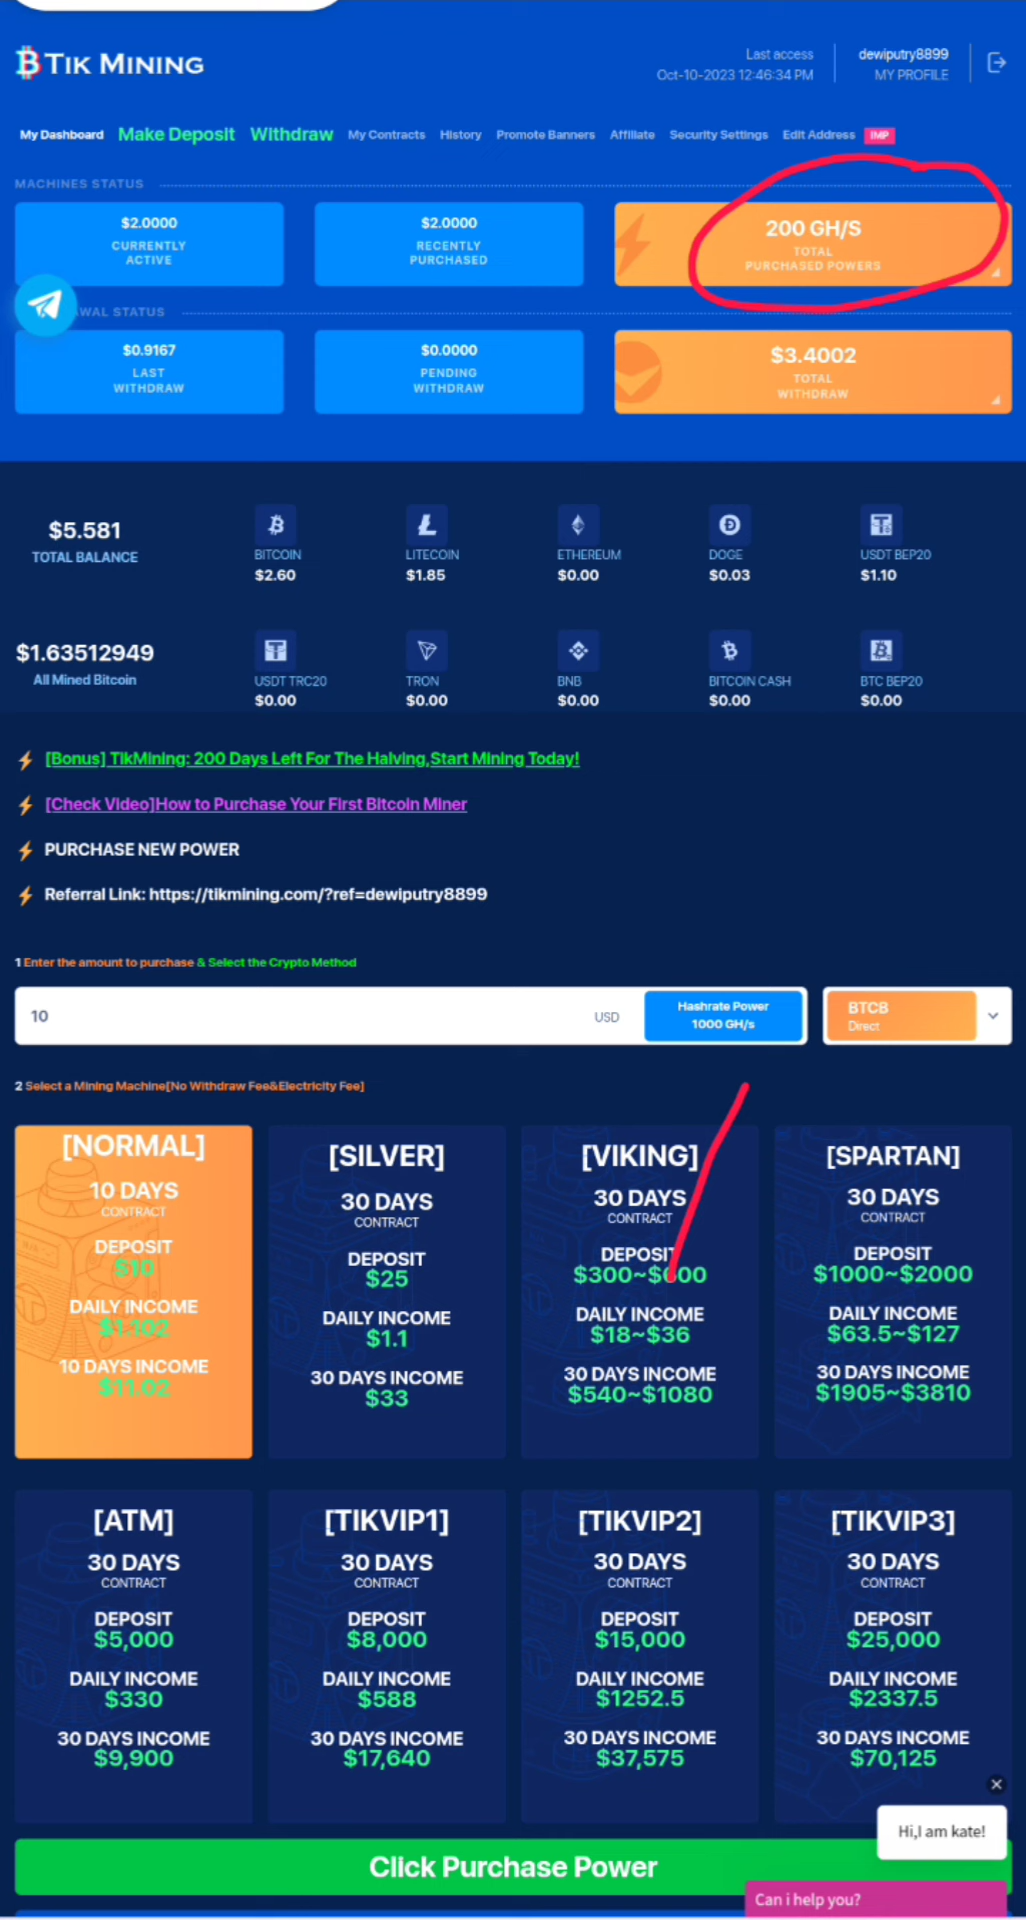 TIK MINING
Last access
Oct-10-2023 12:46:34 PM
dewiputry8899
MY PROFILE
My Dashboard Make Deposit Withdraw My Contracts History Promote Banners Affiliate Security Settings Edit Address IMP
MACHINES STATUS
$2.0000
CURRENTLY
ACTIVE
$2.0000
RECENTLY
PURCHASED
200 GH/S
TOTAL
PURCHASED POWERS
AWAL STATUS
$0.9167
LAST
WITHDRAW
$0.0000
PENDING
WITHDRAW
$3.4002
TOTAL
WITHDRAW
$5.581
TOTAL BALANCE
BITCOIN
$2.60
LITECOIN
$1.85
ETHEREUM
$0.00
DOGE
$0.03
USDT BEP20
$1.10
$1.63512949
All Mined Bitcoin
USDT TRC20
$0.00
TRON
$0.00
BNB
$0.00
BITCOIN CASH
$0.00
BTC BEP20
$0.00
[Bonus] TikMining: 200 Days Left For The Halving,Start Mining Today!
[Check Video]How to Purchase Your First Bitcoin Miner
PURCHASE NEW POWER
Referral Link: https://tikmining.com/?ref=dewiputry8899
1 Enter the amount to purchase & Select the Crypto Method
10
USD
Hashrate Power
1000 GH/s
BTCB
Direct
2 Select a Mining Machine[No Withdraw Fee&Electricity Fee]
[NORMAL]
10 DAYS
CONTRACT
DEPOSIT
$10
DAILY INCOME
$1.102
10 DAYS INCOME
$11.02
[SILVER]
30 DAYS
CONTRACT
DEPOSIT
$25
DAILY INCOME
$1.1
30 DAYS INCOME
$33
[VIKING]
30 DAYS
CONTRACT
DEPOSIT
$300~$600
DAILY INCOME
$18~$36
30 DAYS INCOME
$540~$1080
[SPARTAN]
30 DAYS
CONTRACT
DEPOSIT
$1000~$2000
DAILY INCOME
$63.5~$127
30 DAYS INCOME
$1905~$3810
[ATM]
30 DAYS
CONTRACT
DEPOSIT
$5,000
DAILY INCOME
$330
30 DAYS INCOME
$9,900
[TIKVIP1]
30 DAYS
CONTRACT
DEPOSIT
$8,000
DAILY INCOME
$588
30 DAYS INCOME
$17,640
[TIKVIP2]
30 DAYS
CONTRACT
DEPOSIT
$15,000
DAILY INCOME
$1252.5
30 DAYS INCOME
$37,575
[TIKVIP3]
30 DAYS
CONTRACT
DEPOSIT
$25,000
DAILY INCOME
$2337.5
30 DAYS INCOME
$70,125
Hi,I am kate!
Click Purchase Power
Can i help you?